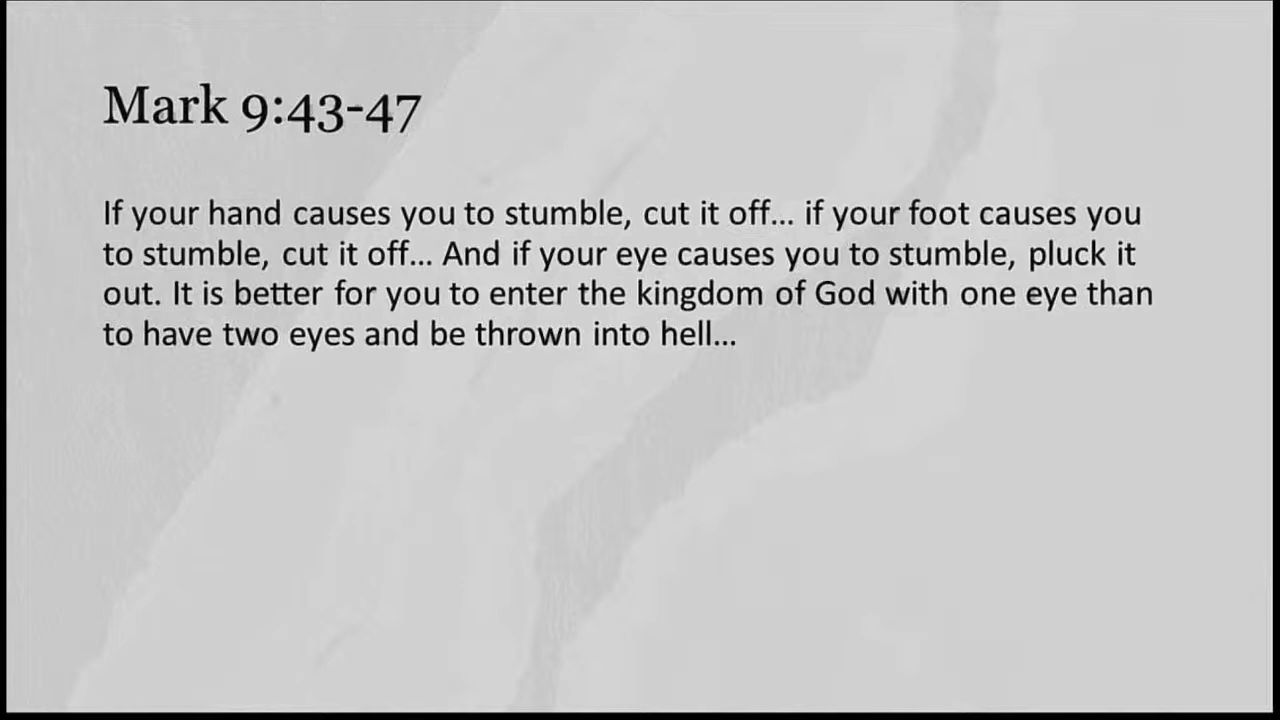 Mark 9:43-47
If your hand causes you to stumble, cut it off... if your foot causes you
to stumble, cut it off... And if your eye causes you to stumble, pluck it
out. It is better for you to enter the kingdom of God with one eye than
to have two eyes and be thrown into hell...